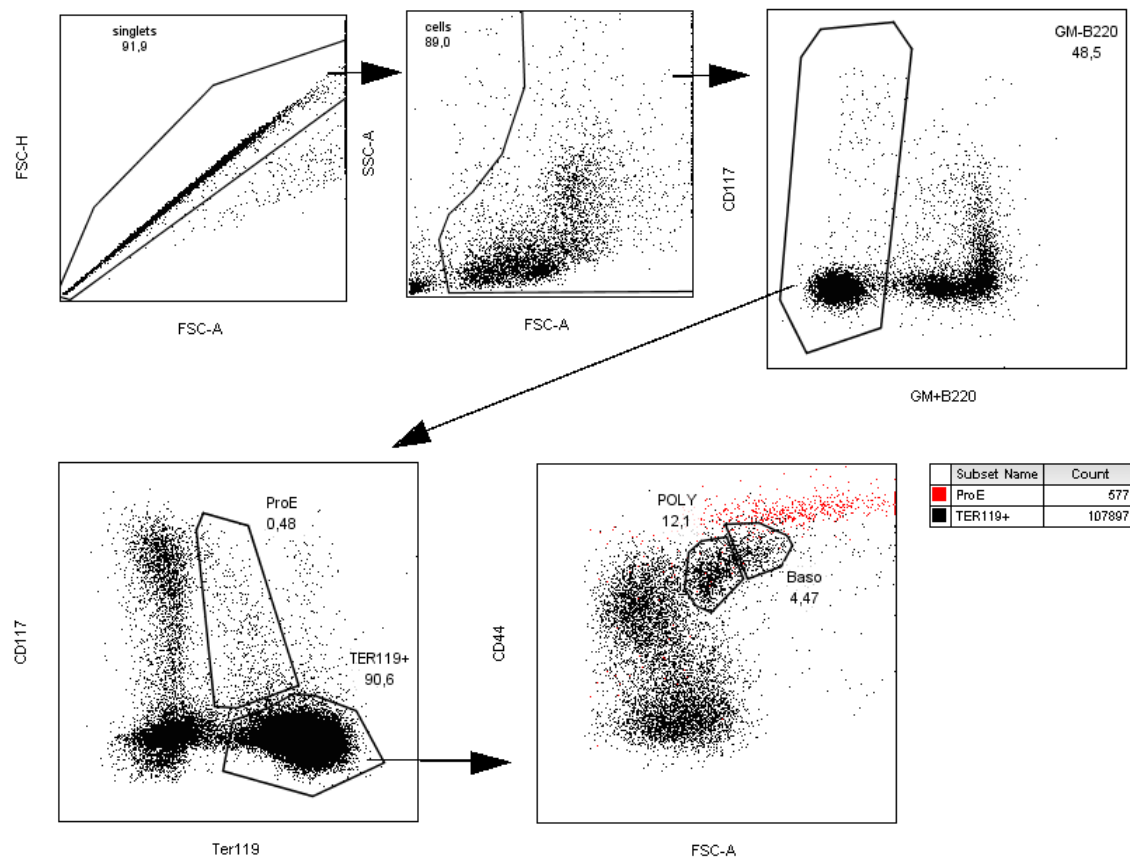 singlets
91,9
FSC-H
FSC-A
cells
89,0
SSC-A
FSC-A
GM-B220
48,5
CD117
GM+B220
ProE
0,48
TER119+
90,6
CD117
Ter119
POLY
12,1
Baso
4,47
CD44
FSC-A
Subset Name Count
ProE 577
TER119+ 107897